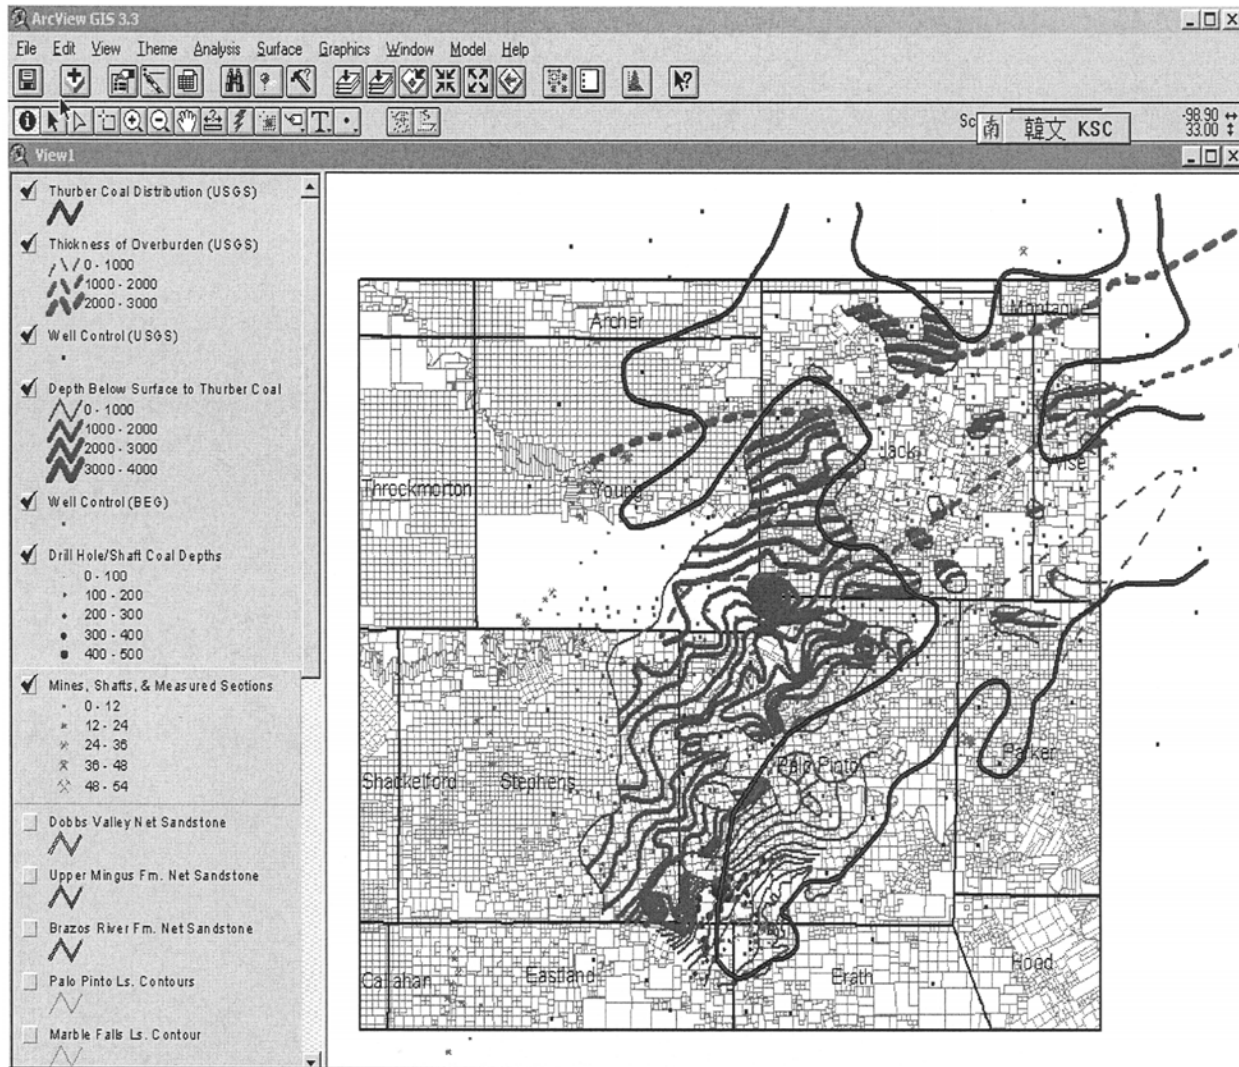 ArcView GIS 3.3
File Edit View Theme Analysis Surface Graphics Window Model Help
-98.90
Sc
南 韓文 KSC
33.00
View1
Thurber Coal Distribution (USGS)
Thickness of Overburden (USGS)
0 - 1000
1000 - 2000
2000 - 3000
Well Control (USGS)
Depth Below Surface to Thurber Coal
0 - 1000
1000 - 2000
2000 - 3000
3000 - 4000
Well Control (BEG)
Drill Hole/Shaft Coal Depths
0 - 100
100 - 200
200 - 300
300 - 400
400 - 500
Mines, Shafts, & Measured Sections
0 - 12
12 - 24
24 - 36
36 - 48
48 - 54
Dobbs Valley Net Sandstone
Upper Mingus Fm. Net Sandstone
Brazos River Fm. Net Sandstone
Palo Pinto Ls. Contours
Marble Falls Ls. Contour
Archer
Montague
Jack
Wise
Throckmorton
Young
Parker
Palo Pinto
Shackelford
Stephens
Hood
Callahan
Eastland
Erath